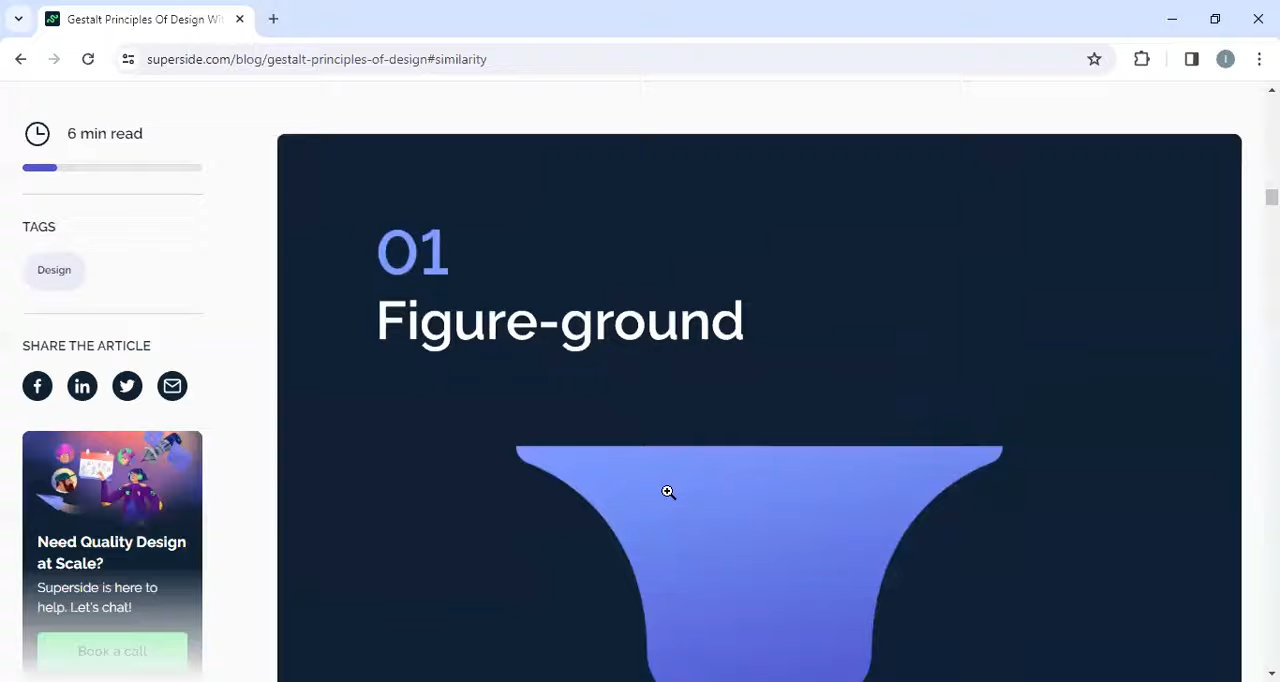 Gestalt Principles Of Design Wit
superside.com/blog/gestalt-principles-of-design#similarity
I
6 min read
TAGS
Design
SHARE THE ARTICLE
Need Quality Design
at Scale?
Superside is here to
help. Let's chat!
Book a call
01
Figure-ground